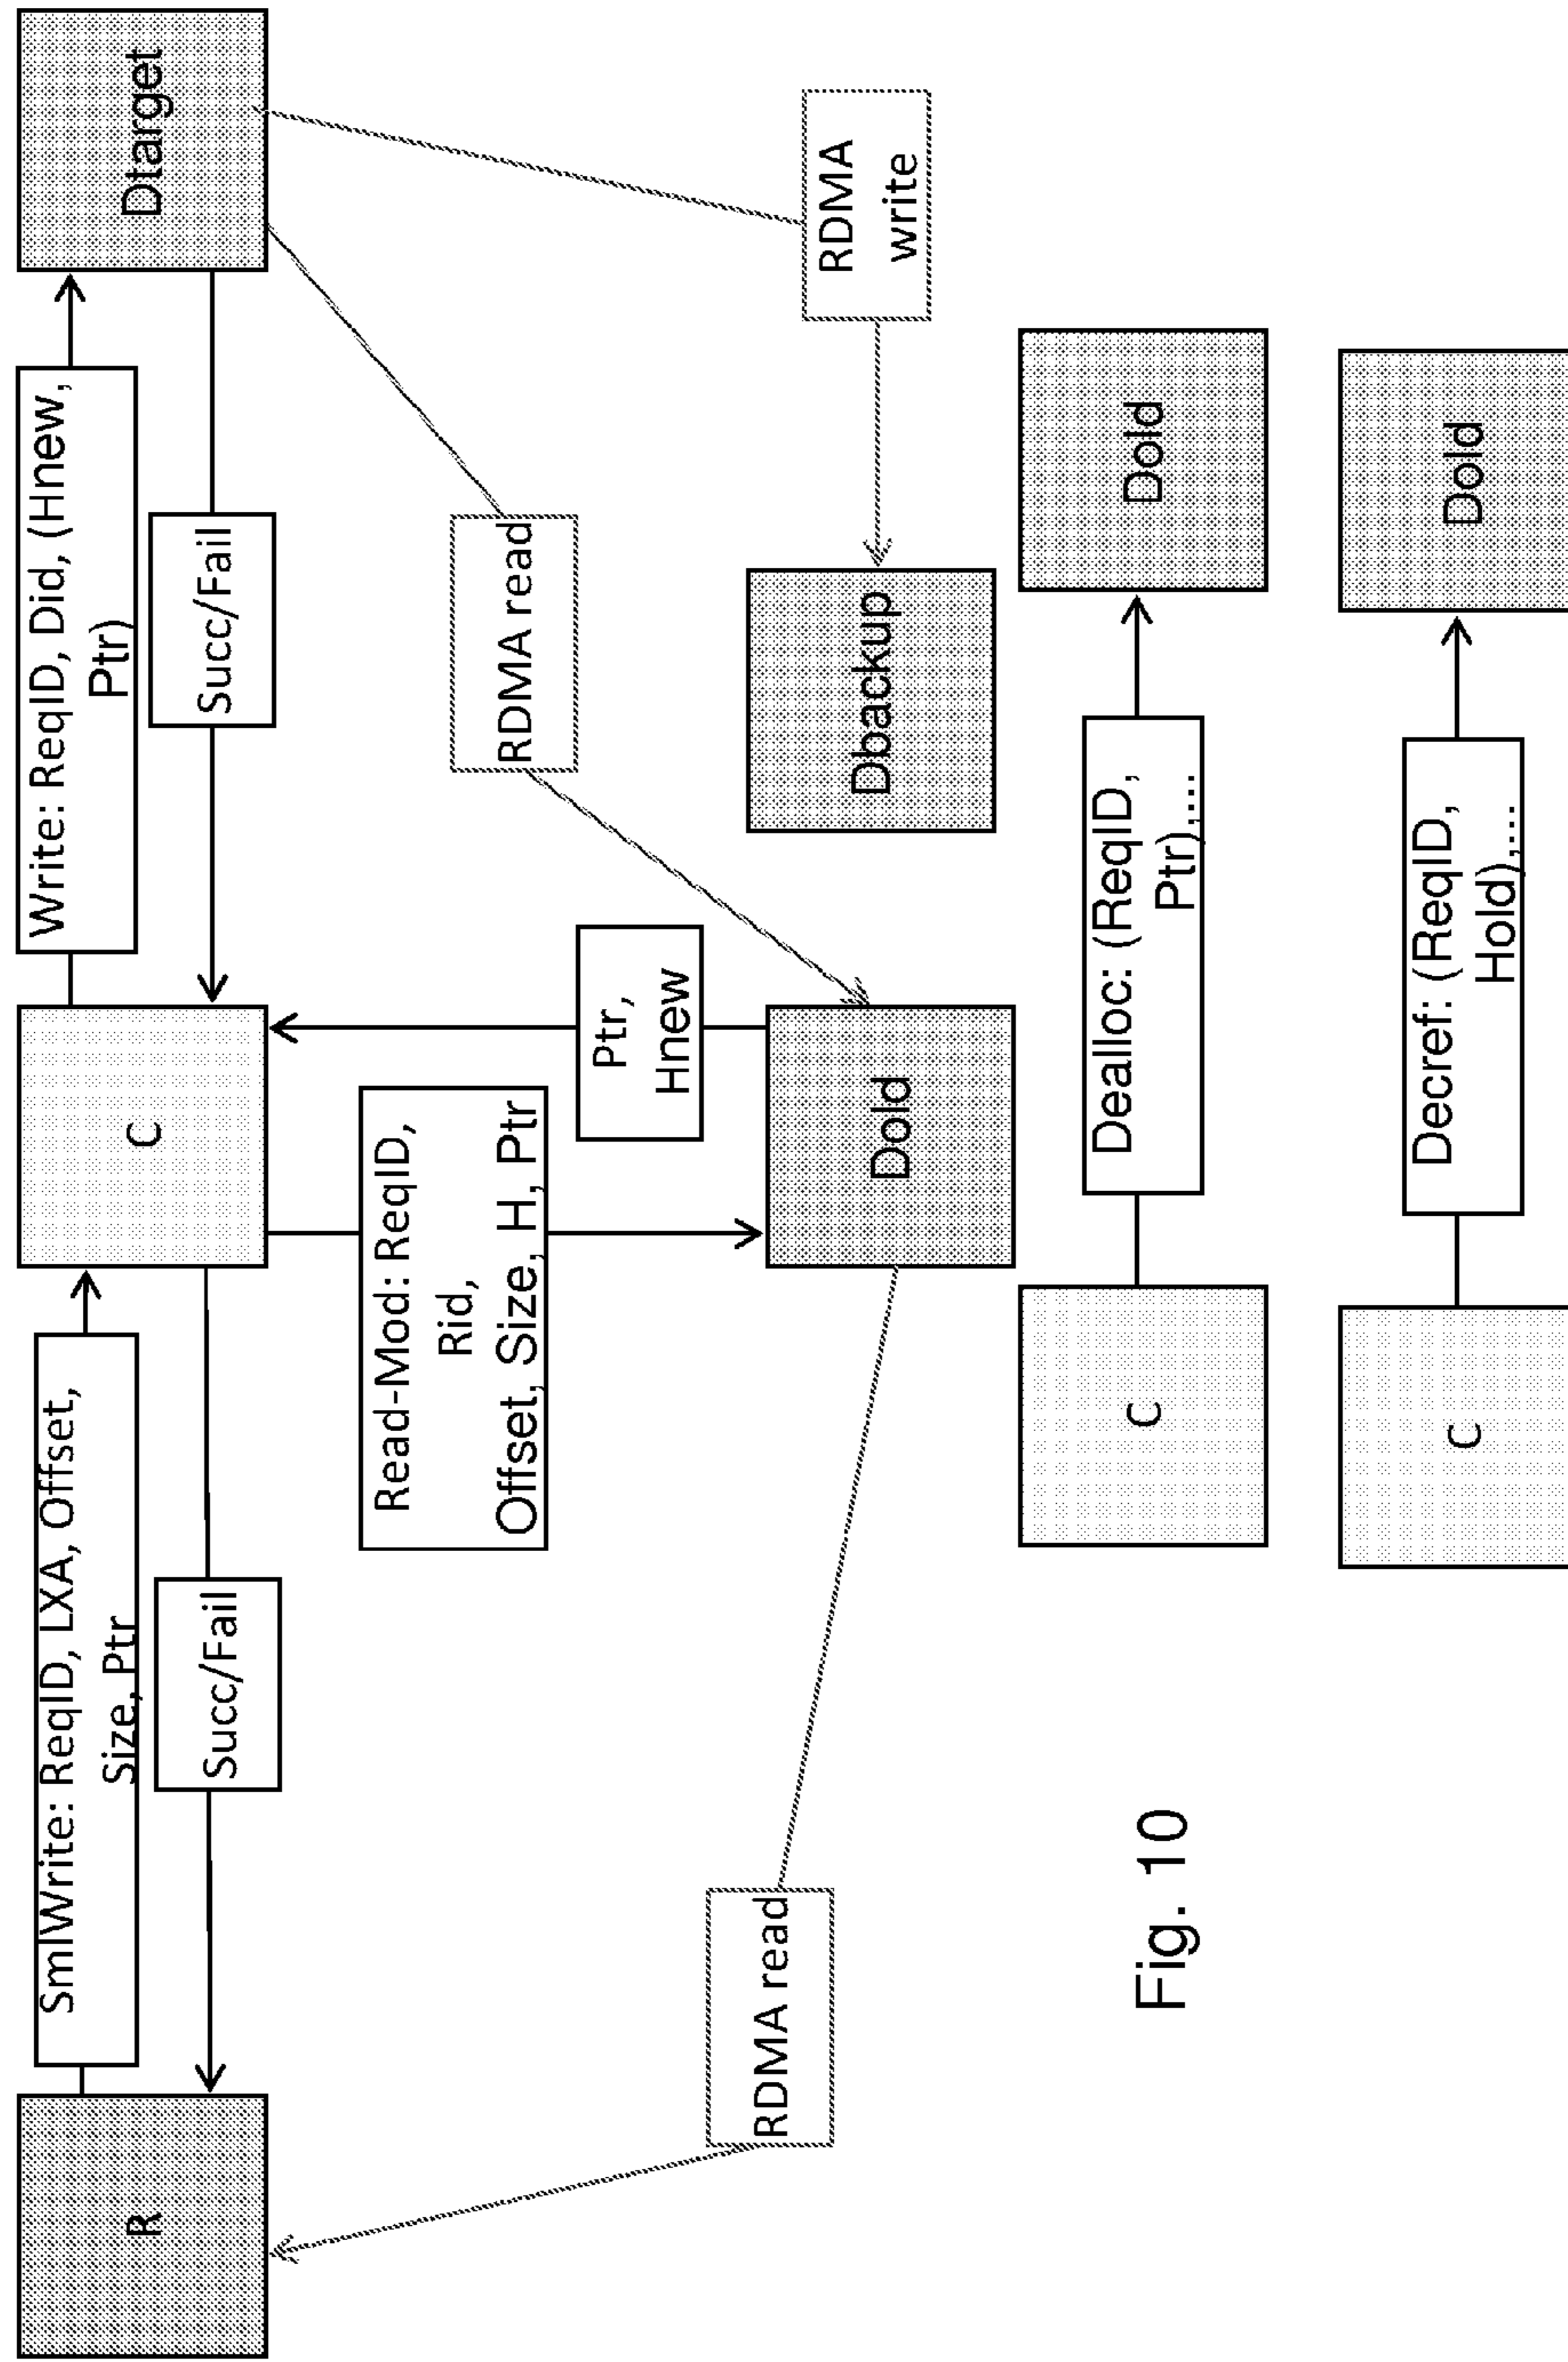 R
SmlWrite: ReqID, LXA, Offset,
Size, Ptr
C
Write: ReqID, Did, (Hnew,
Ptr)
Dtarget
Succ/Fail
Succ/Fail
Read-Mod: ReqID,
Rid,
Offset, Size, H, Ptr
RDMA read
Ptr,
Hnew
RDMA read
Dold
Dbackup
RDMA
write
C
Dealloc: (ReqID,
Ptr),....
Dold
Fig. 10
C
Decref: (ReqID,
Hold),....
Dold